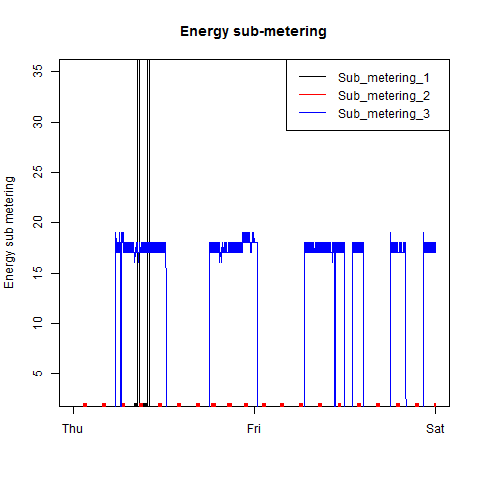 Energy sub-metering
Sub_metering_1
Sub_metering_2
Sub_metering_3
Energy sub metering
35
30
25
20
15
10
5
Thu Fri Sat